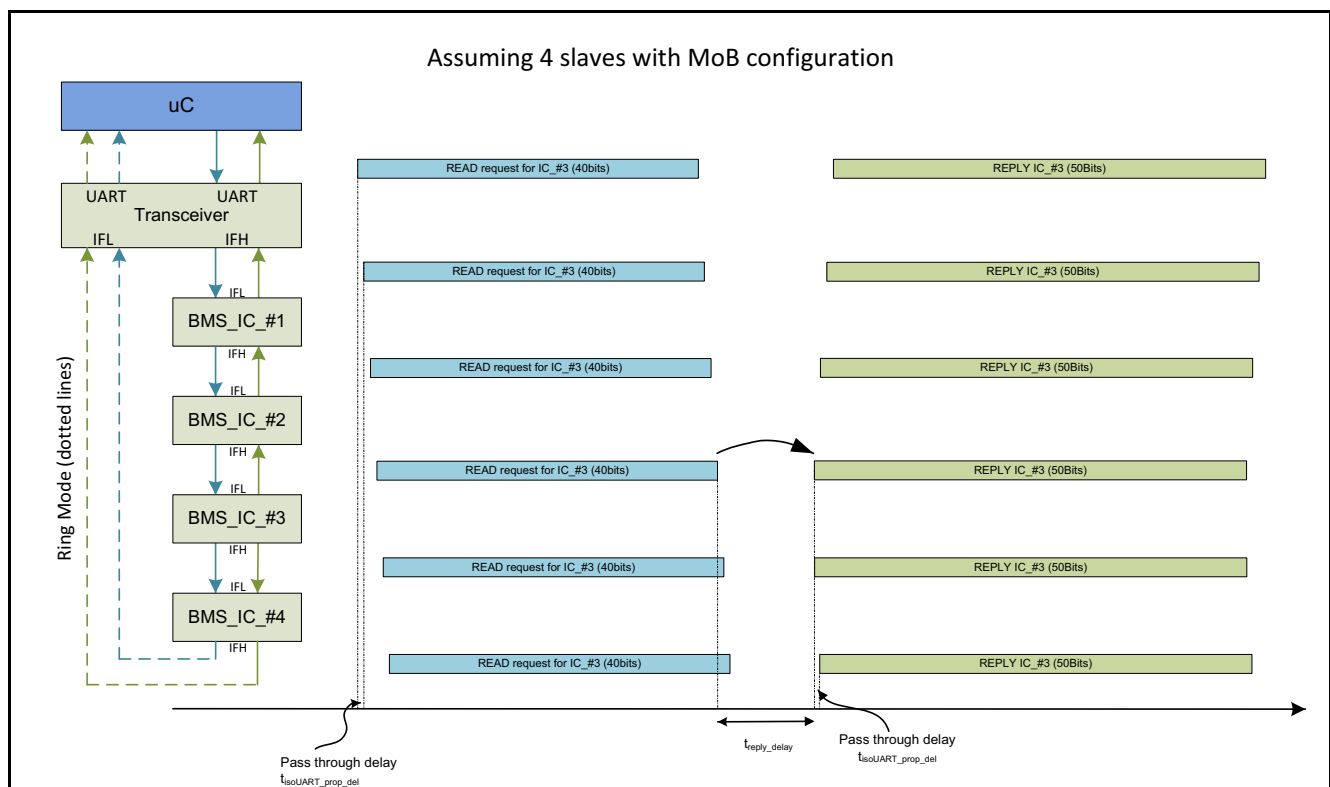 Assuming 4 slaves with MoB configuration
uC
READ request for IC_#3 (40bits)
REPLY IC_#3 (50Bits)
UART
UART
Transceiver
IFL
IFH
READ request for IC_#3 (40bits)
REPLY IC_#3 (50Bits)
IFL
BMS_IC_#1
IFH
READ request for IC_#3 (40bits)
REPLY IC_#3 (50Bits)
IFL
BMS_IC_#2
IFH
Ring Mode (dotted lines)
READ request for IC_#3 (40bits)
REPLY IC_#3 (50Bits)
IFL
BMS_IC_#3
IFH
READ request for IC_#3 (40bits)
REPLY IC_#3 (50Bits)
IFL
BMS_IC_#4
IFH
READ request for IC_#3 (40bits)
REPLY IC_#3 (50Bits)
Pass through delay
tisoUART_prop_del
treply_delay
Pass through delay
tisoUART_prop_del